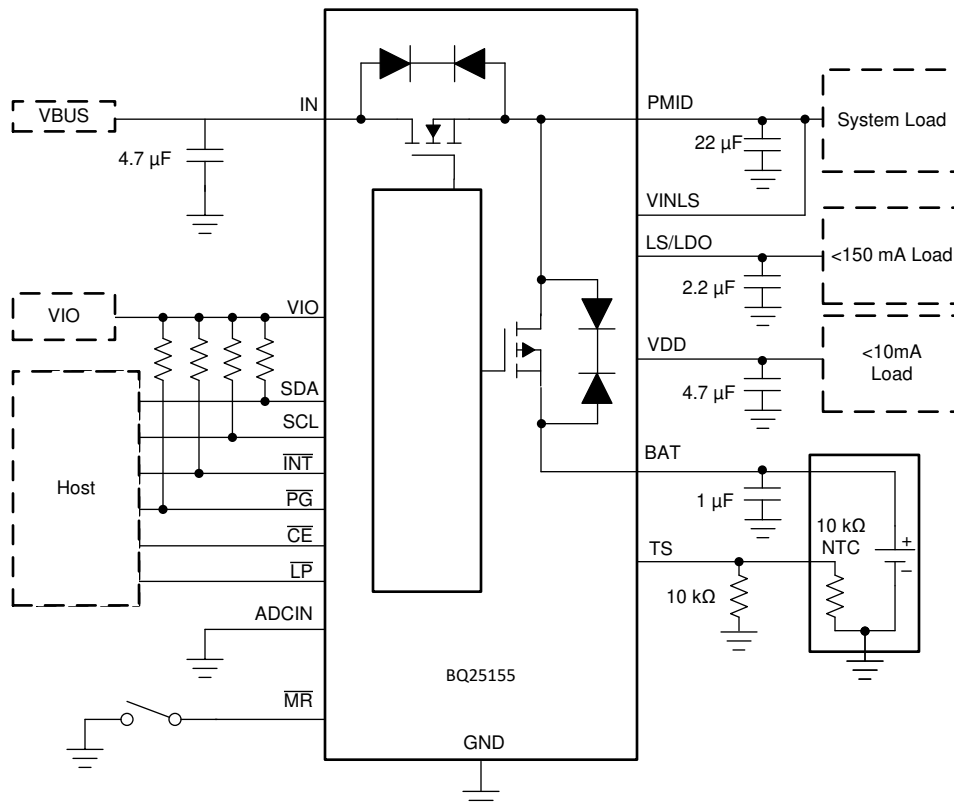 IN
PMID
VBUS
System Load
4.7 µF
22 µF
VINLS
LS/LDO
<150 mA Load
2.2 µF
VIO
VIO
VDD
<10mA
Load
4.7 µF
SDA
SCL
INT
PG
CE
LP
Host
BAT
1 µF
10 kΩ
NTC
+
−
TS
10 kΩ
ADCIN
BQ25155
MR
GND